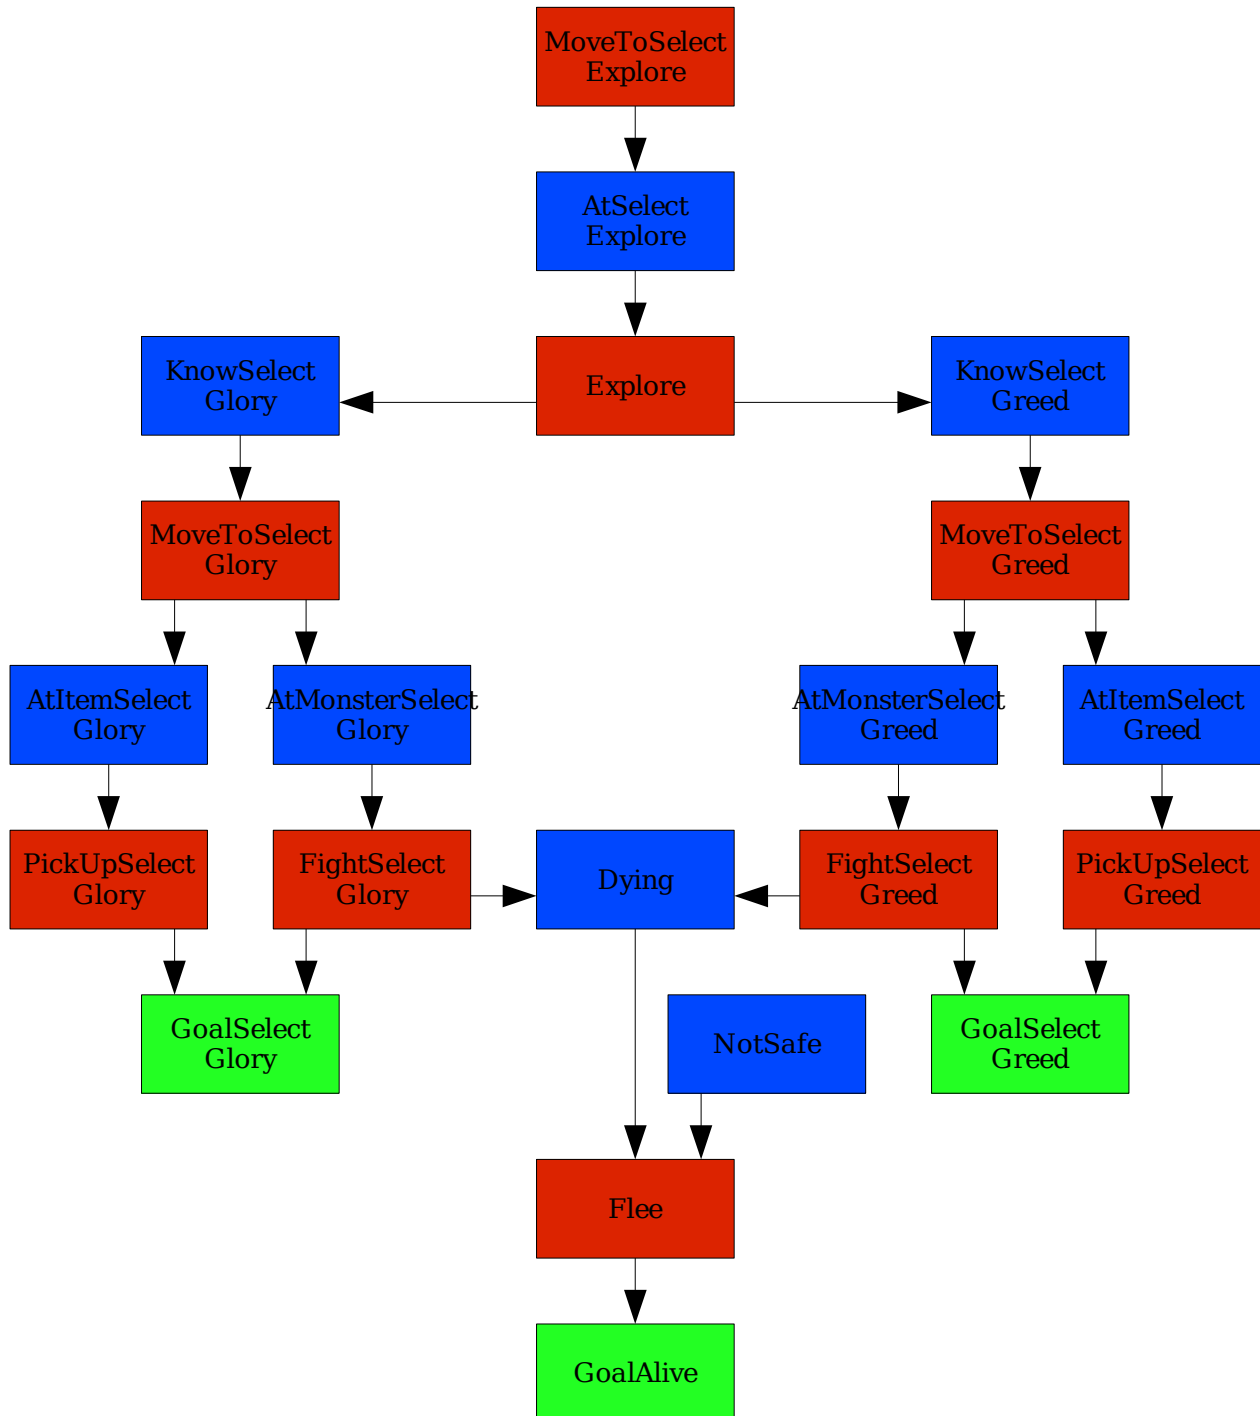 MoveToSelect
Explore
AtSelect
Explore
KnowSelect
Glory
Explore
KnowSelect
Greed
MoveToSelect
Glory
MoveToSelect
Greed
AtItemSelect
Glory
AtMonsterSelect
Glory
AtMonsterSelect
Greed
AtItemSelect
Greed
PickUpSelect
Glory
FightSelect
Glory
Dying
FightSelect
Greed
PickUpSelect
Greed
GoalSelect
Glory
NotSafe
GoalSelect
Greed
Flee
GoalAlive